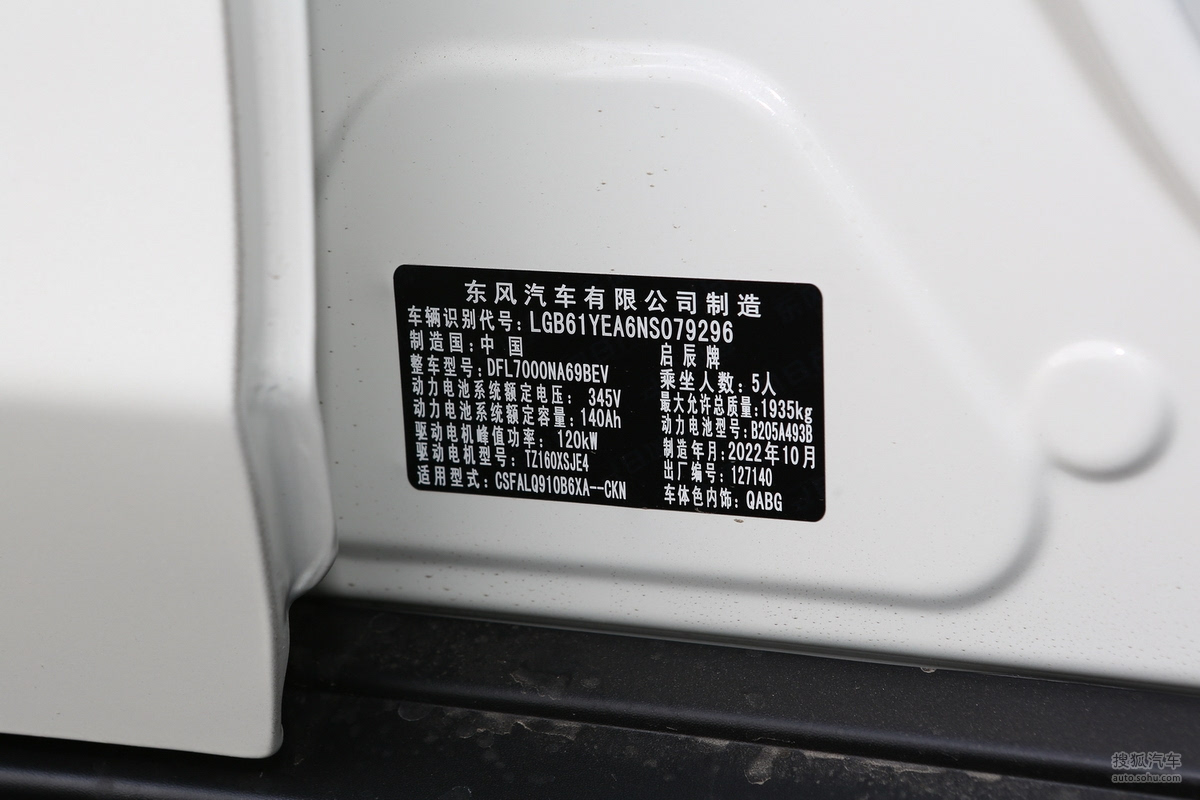 东风汽车有限公司制造
车辆识别代号:LGB61YEA6NS079296
制造国:中 国 启辰牌
整车型号:DFL7000NA69BEV 乘坐人数:5人
动力电池系统额定电压: 345V 最大允许总质量:1935kg
动力电池系统额定容量:140Ah 动力电池型号:B205A493B
驱动电机峰值功率: 120kW 制造年月:2022年10月
驱动电机型号:TZ160XSJE4 出厂编号:127140
适用型式:CSFALQ910B6XA--CKN 车体色内饰:QABG
搜狐汽车
auto.sohu.com